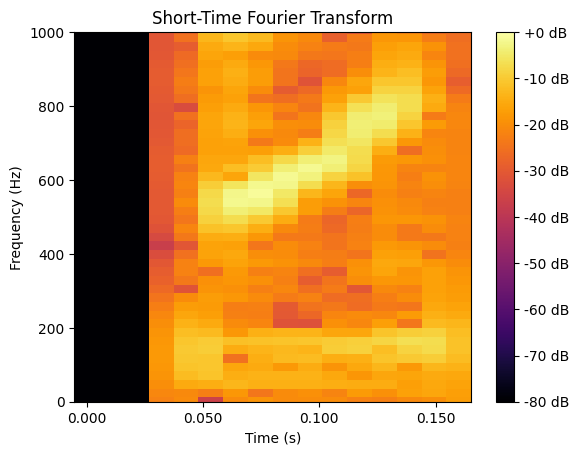 Short-Time Fourier Transform
1000
800
600
400
200
0
Frequency (Hz)
0.000
0.050
0.100
0.150
Time (s)
+0 dB
-10 dB
-20 dB
-30 dB
-40 dB
-50 dB
-60 dB
-70 dB
-80 dB